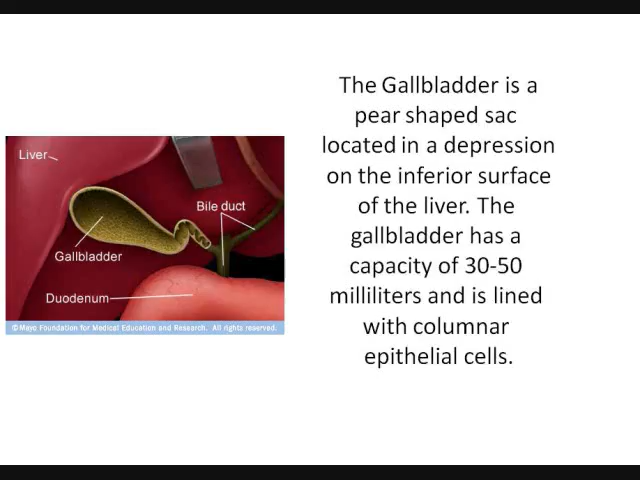 The Gallbladder is a
pear shaped sac
located in a depression
on the inferior surface
of the liver. The
gallbladder has a
capacity of 30-50
milliliters and is lined
with columnar
epithelial cells.
Liver
Bile duct
Gallbladder
Duodenum
©Mayo Foundation for Medical Education and Research. All rights reserved.